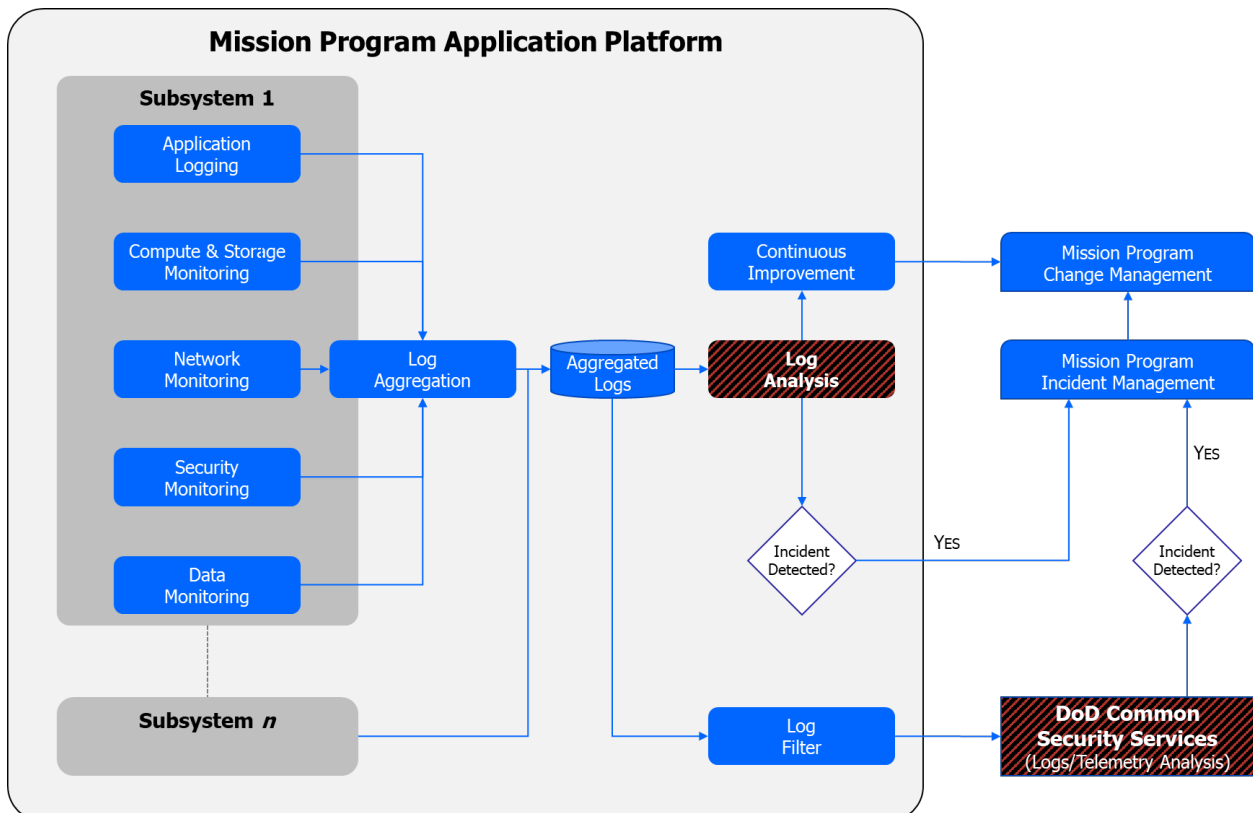 Mission Program Application Platform
Subsystem 1
Application
Logging
Compute & Storage
Monitoring
Network
Monitoring
Security
Monitoring
Data
Monitoring
Subsystem n
Log
Aggregation
Aggregated
Logs
Continuous
Improvement
Log
Analysis
Incident
Detected?
Log
Filter
YES
Mission Program
Change Management
Mission Program
Incident Management
YES
Incident
Detected?
DoD Common
Security Services
(Logs/Telemetry Analysis)